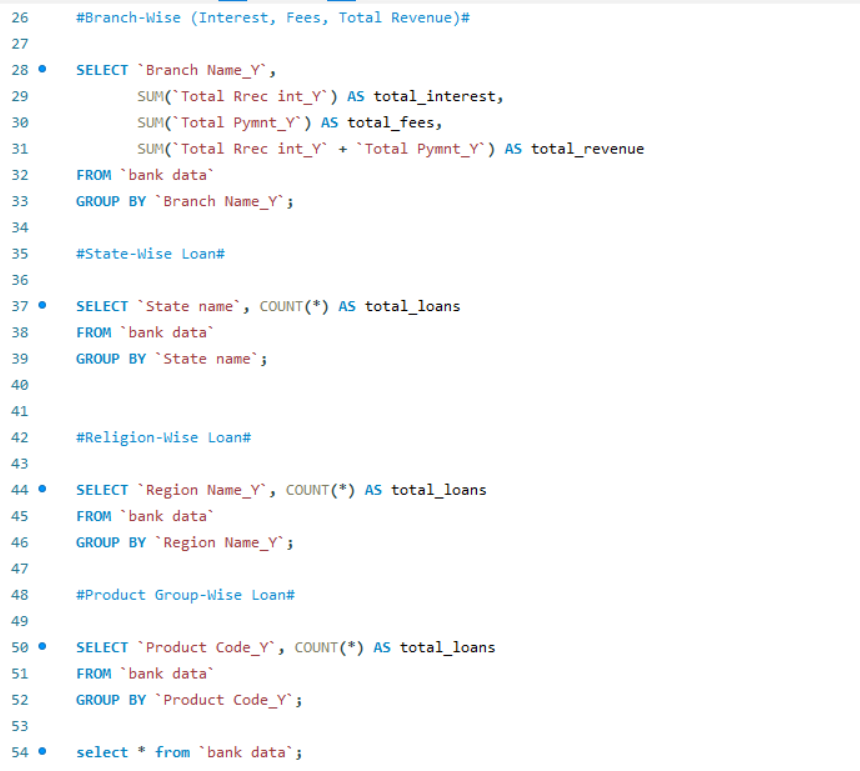 26 #Branch-Wise (Interest, Fees, Total Revenue)#
27
28 SELECT `Branch Name_Y`,
29 SUM(`Total Rrec int_Y`) AS total_interest,
30 SUM(`Total Pymnt_Y`) AS total_fees,
31 SUM(`Total Rrec int_Y` + `Total Pymnt_Y`) AS total_revenue
32 FROM `bank data`
33 GROUP BY `Branch Name_Y`;
34
35 #State-Wise Loan#
36
37 SELECT `State name`, COUNT(*) AS total_loans
38 FROM `bank data`
39 GROUP BY `State name`;
40
41
42 #Religion-Wise Loan#
43
44 SELECT `Region Name_Y`, COUNT(*) AS total_loans
45 FROM `bank data`
46 GROUP BY `Region Name_Y`;
47
48 #Product Group-Wise Loan#
49
50 SELECT `Product Code_Y`, COUNT(*) AS total_loans
51 FROM `bank data`
52 GROUP BY `Product Code_Y`;
53
54 select * from `bank data`;